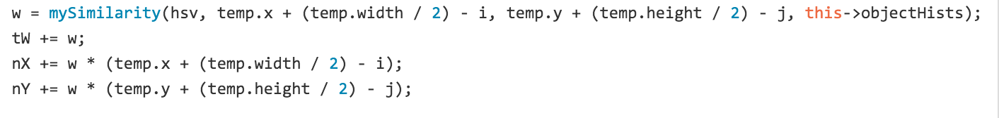 w = mySimilarity(hsv, temp.x + (temp.width / 2) - i, temp.y + (temp.height / 2) - j, this->objectHists);
tW += w;
nX += w * (temp.x + (temp.width / 2) - i);
nY += w * (temp.y + (temp.height / 2) - j);